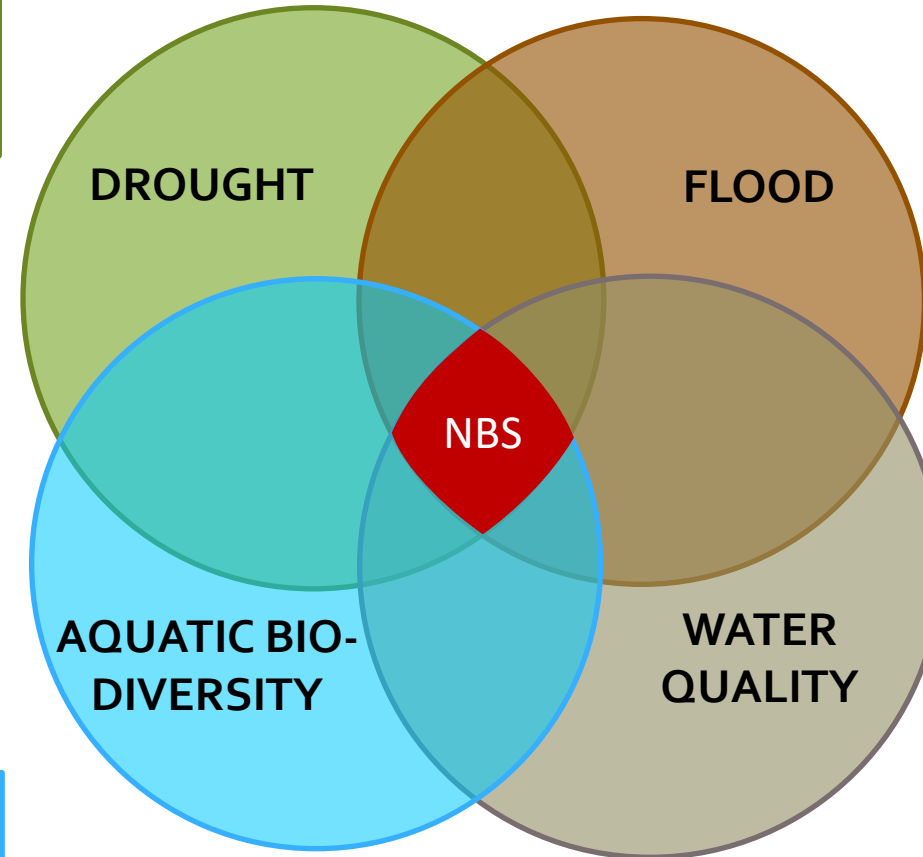 DROUGHT
FLOOD
NBS
AQUATIC BIO-
DIVERSITY
WATER
QUALITY